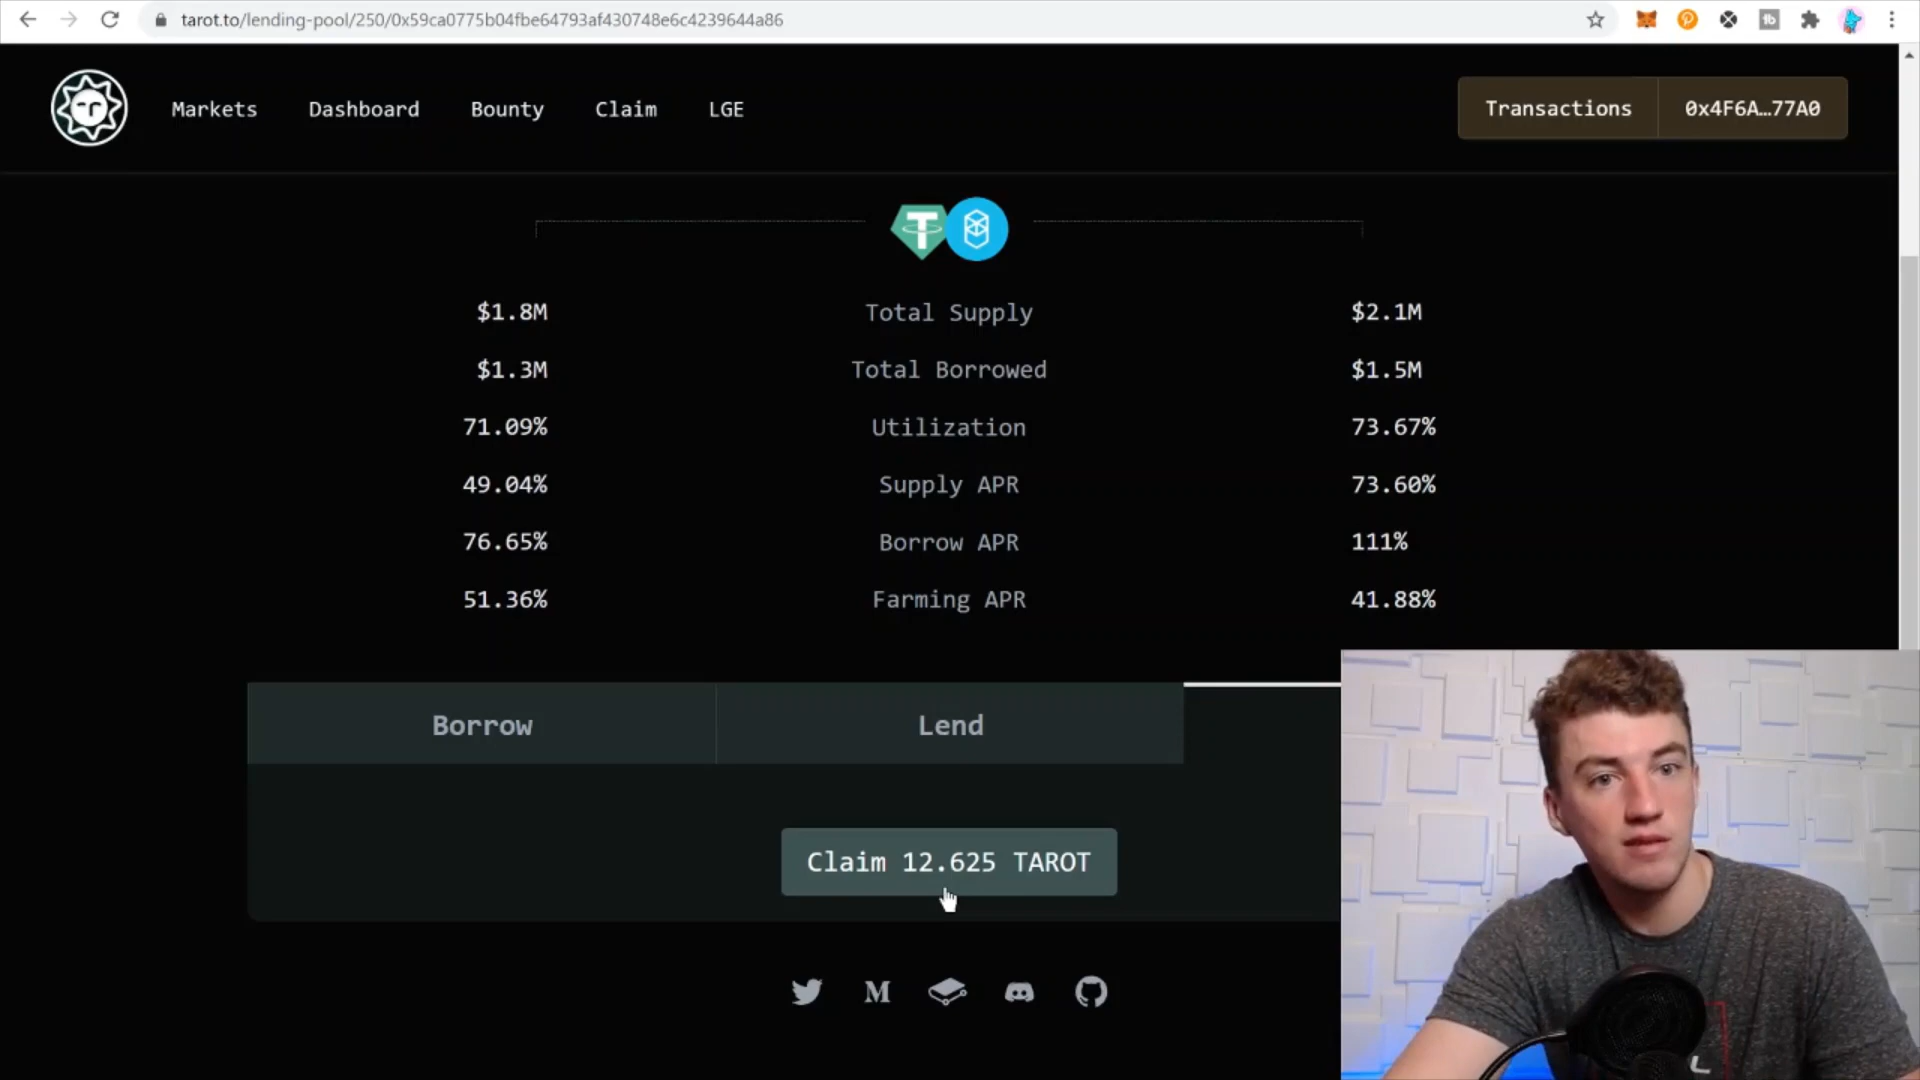 tarot.to/lending-pool/250/0x59ca0775b04fbe64793af430748e6c4239644a86
Markets Dashboard Bounty Claim LGE Transactions 0x4F6A…77A0
$1.8M Total Supply $2.1M
$1.3M Total Borrowed $1.5M
71.09% Utilization 73.67%
49.04% Supply APR 73.60%
76.65% Borrow APR 111%
51.36% Farming APR 41.88%
Borrow Lend
Claim 12.625 TAROT